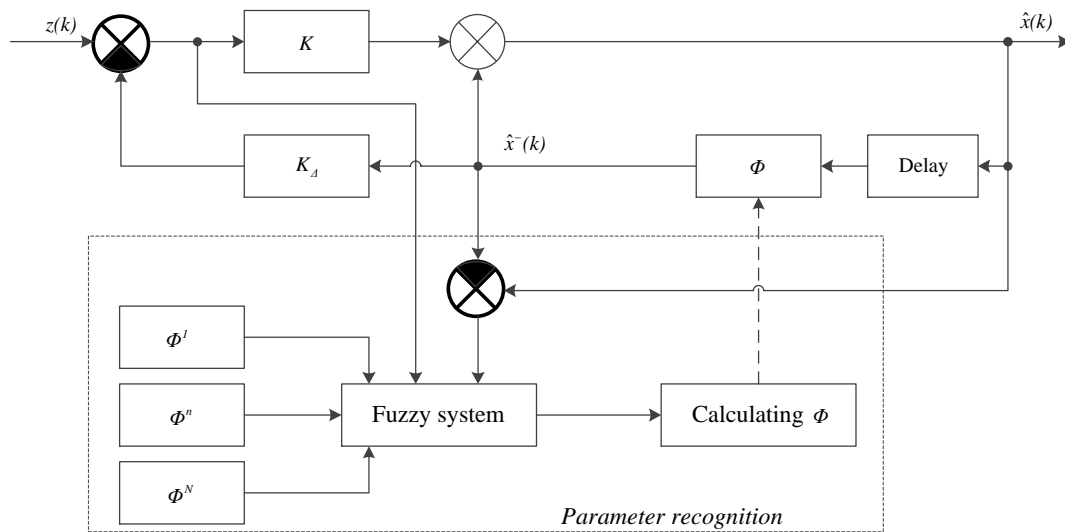 z(k)
K
x̂(k)
K_Δ
x̂⁻(k)
Φ
Delay
Φ¹
Φⁿ
Fuzzy system
Calculating Φ
Φᴺ
Parameter recognition